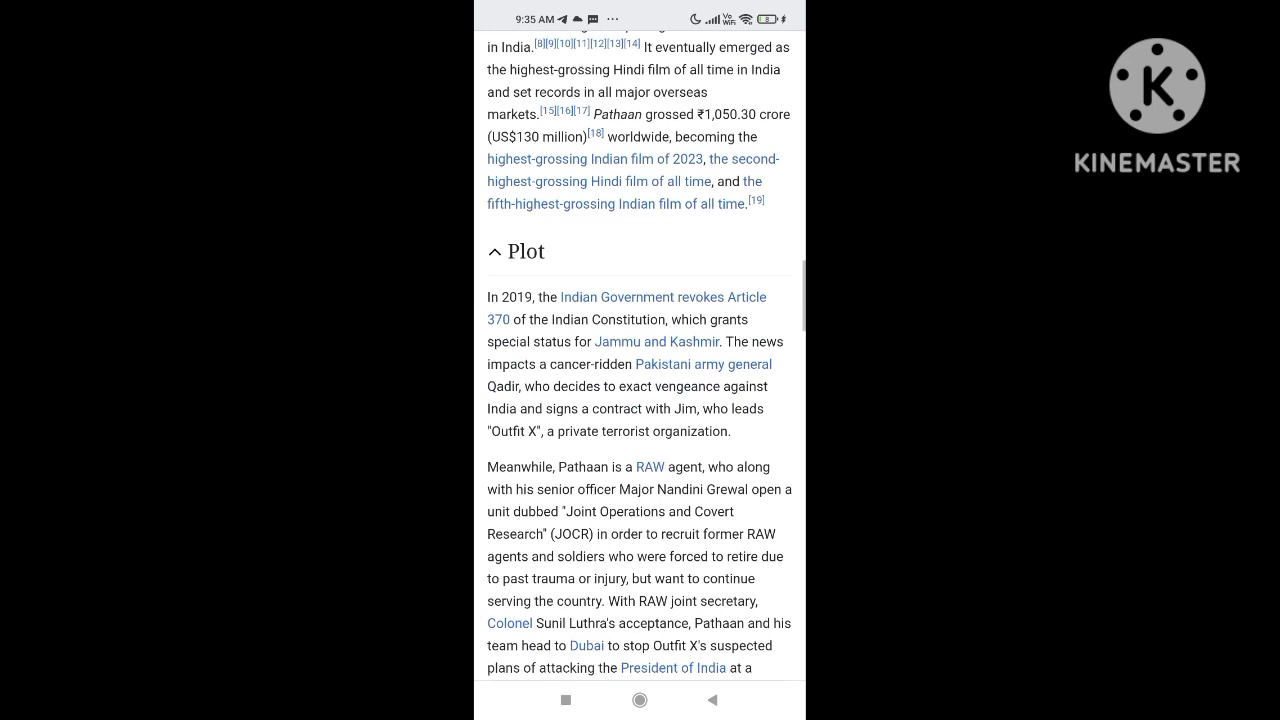 9:35 AM
Vo
WiFi
8
in India.[8][9][10][11][12][13][14] It eventually emerged as
the highest-grossing Hindi film of all time in India
and set records in all major overseas
markets.[15][16][17] Pathaan grossed ₹1,050.30 crore
(US$130 million)[18] worldwide, becoming the
highest-grossing Indian film of 2023, the second-
highest-grossing Hindi film of all time, and the
fifth-highest-grossing Indian film of all time.[19]
Plot
In 2019, the Indian Government revokes Article
370 of the Indian Constitution, which grants
special status for Jammu and Kashmir. The news
impacts a cancer-ridden Pakistani army general
Qadir, who decides to exact vengeance against
India and signs a contract with Jim, who leads
"Outfit X", a private terrorist organization.
Meanwhile, Pathaan is a RAW agent, who along
with his senior officer Major Nandini Grewal open a
unit dubbed "Joint Operations and Covert
Research" (JOCR) in order to recruit former RAW
agents and soldiers who were forced to retire due
to past trauma or injury, but want to continue
serving the country. With RAW joint secretary,
Colonel Sunil Luthra's acceptance, Pathaan and his
team head to Dubai to stop Outfit X's suspected
plans of attacking the President of India at a
K
KINEMASTER